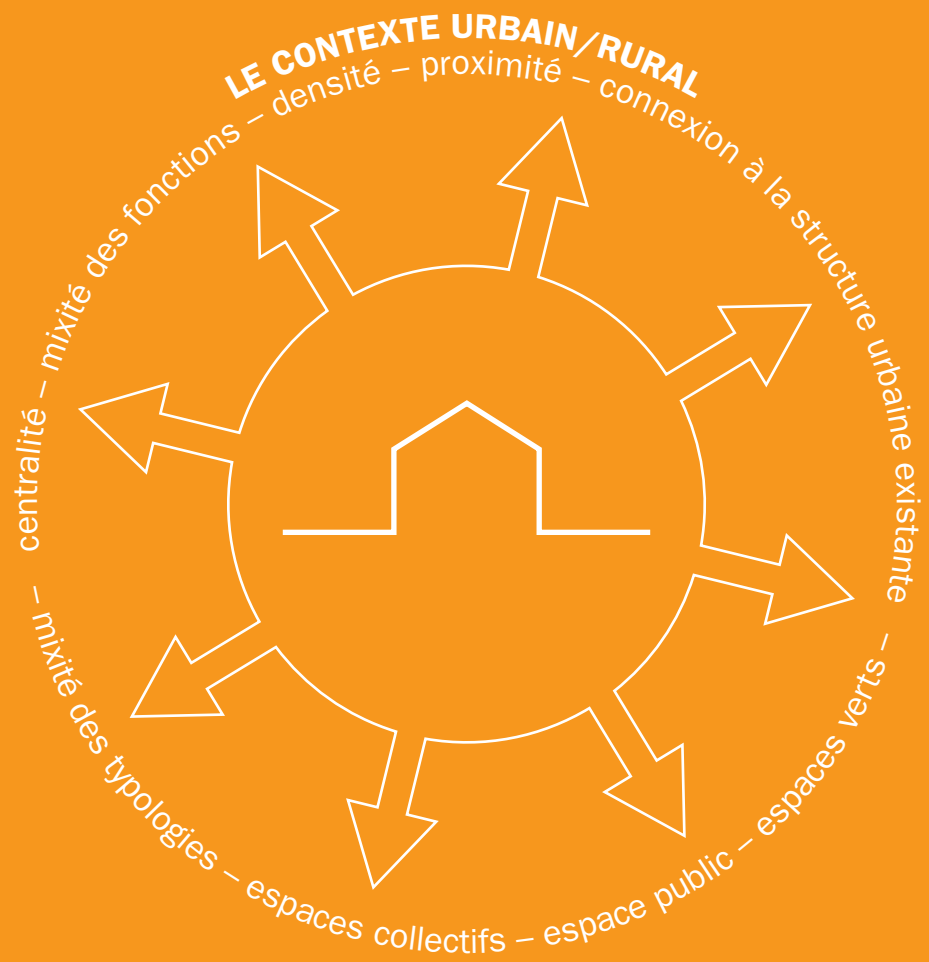 LE CONTEXTE URBAIN/RURAL
centralité – mixité des fonctions – densité – proximité – connexion à la structure urbaine existante
– mixité des typologies – espaces collectifs – espace public – espaces verts –